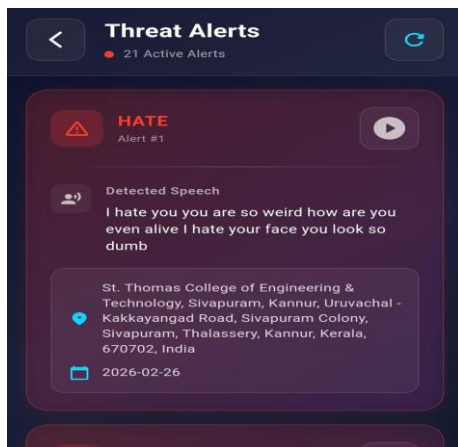 Threat Alerts
21 Active Alerts
HATE
Alert #1
Detected Speech
I hate you you are so weird how are you
even alive I hate your face you look so
dumb
St. Thomas College of Engineering &
Technology, Sivapuram, Kannur, Uruvachal -
Kakkayangad Road, Sivapuram Colony,
Sivapuram, Thalassery, Kannur, Kerala,
670702, India
2026-02-26